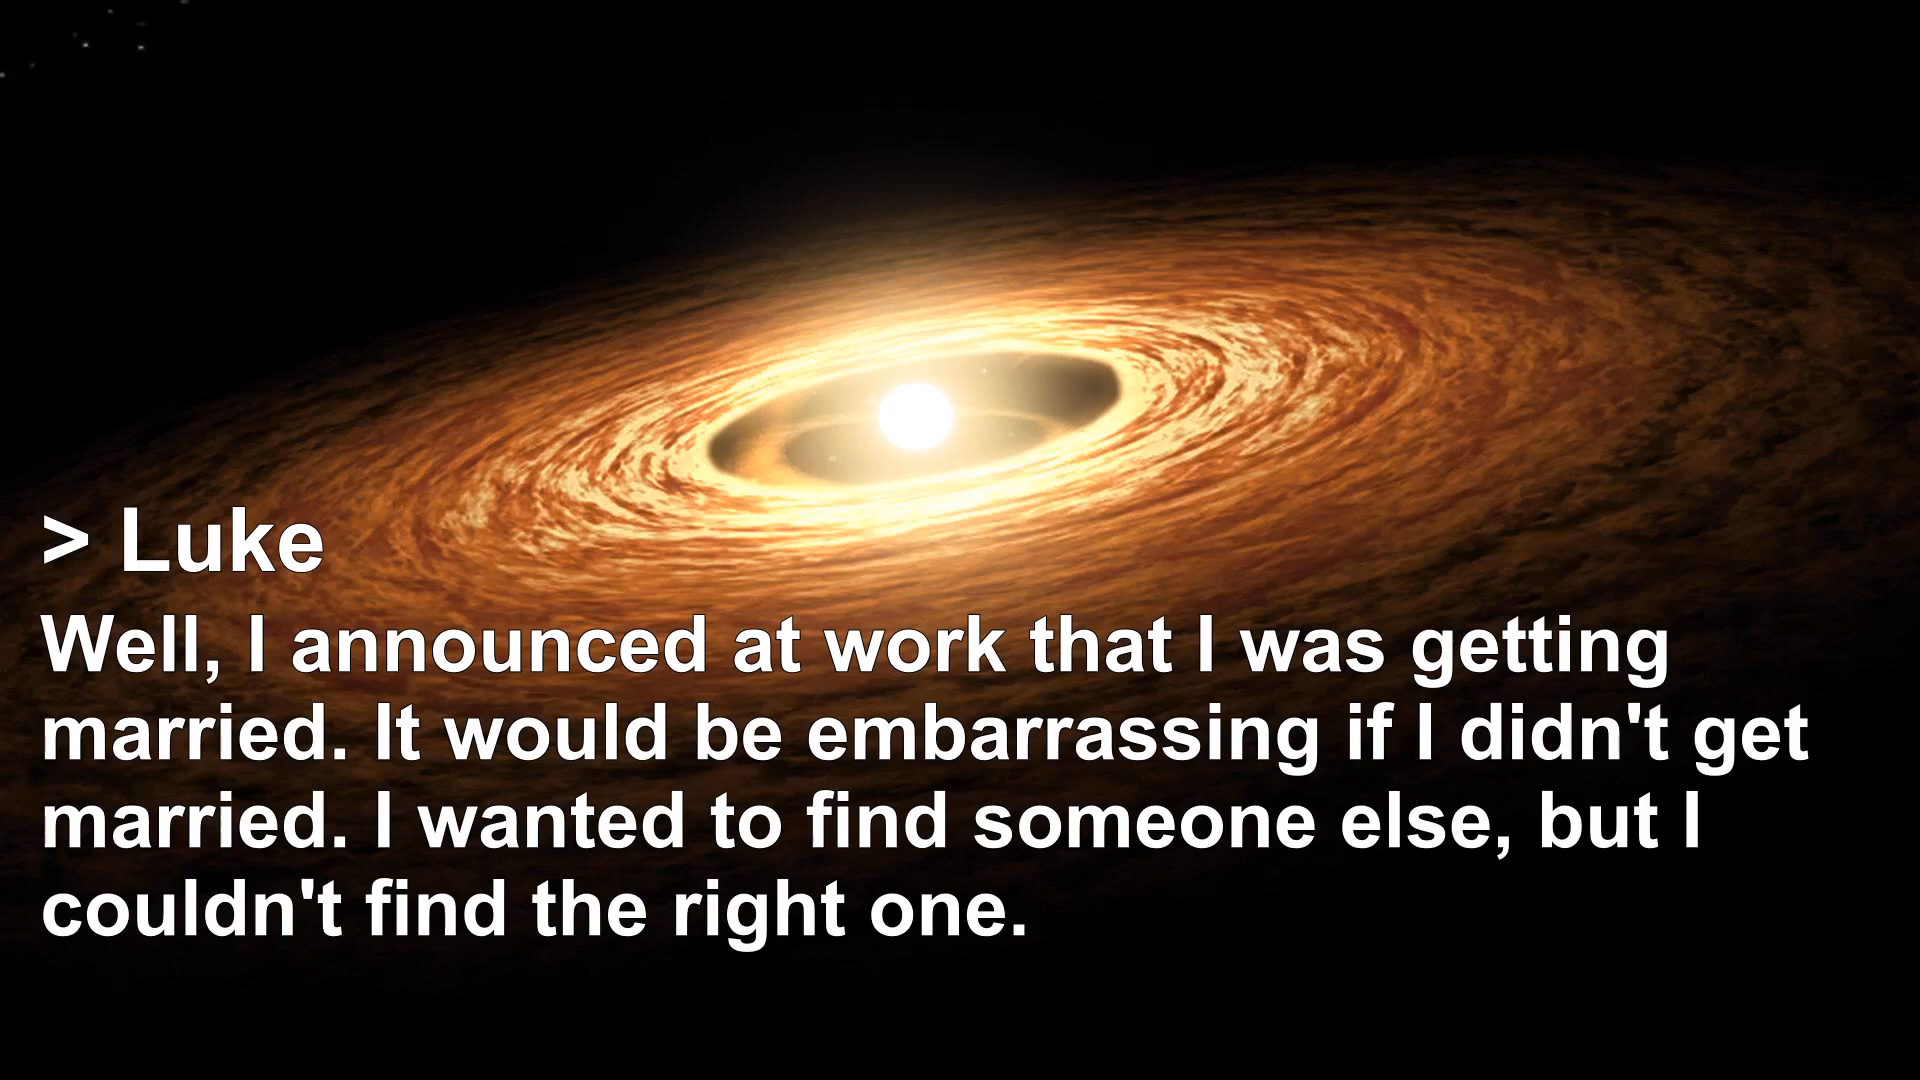 > Luke
Well, I announced at work that I was getting
married. It would be embarrassing if I didn't get
married. I wanted to find someone else, but I
couldn't find the right one.